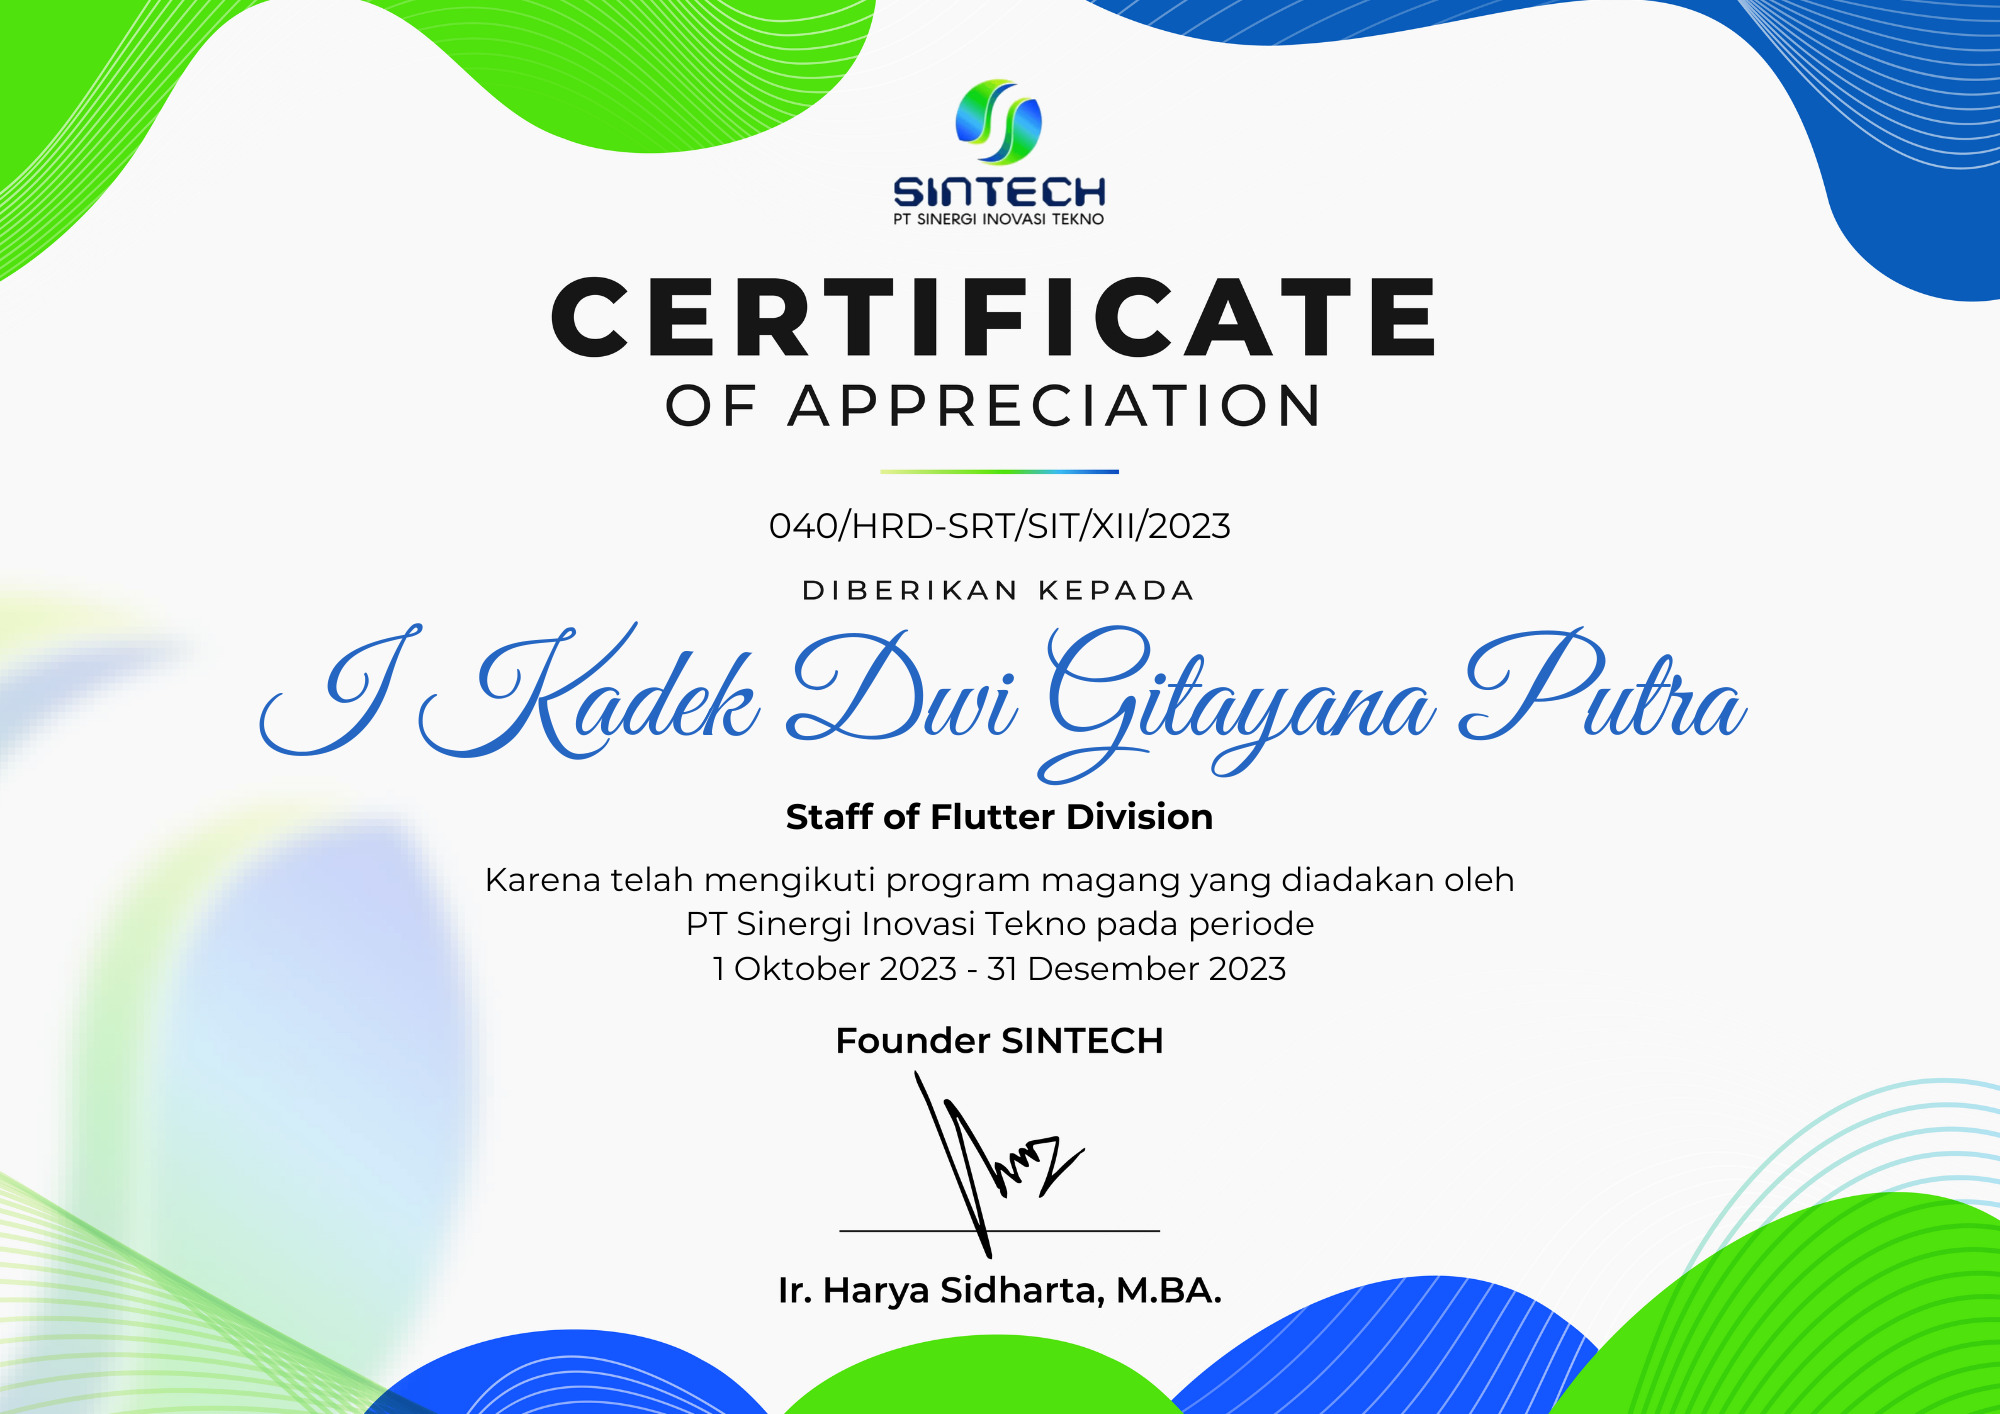 SINTECH
PT SINERGI INOVASI TEKNO
CERTIFICATE
OF APPRECIATION
040/HRD-SRT/SIT/XII/2023
DIBERIKAN KEPADA
I Kadek Dwi Gitayana Putra
Staff of Flutter Division
Karena telah mengikuti program magang yang diadakan oleh
PT Sinergi Inovasi Tekno pada periode
1 Oktober 2023 - 31 Desember 2023
Founder SINTECH
Ir. Harya Sidharta, M.BA.